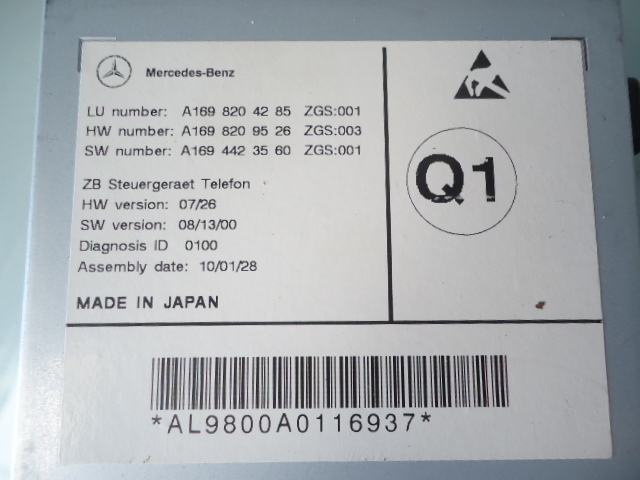 Mercedes-Benz
LU number: A169 820 42 85 ZGS:001
HW number: A169 820 95 26 ZGS:003
SW number: A169 442 35 60 ZGS:001
ZB Steuergeraet Telefon
HW version: 07/26
SW version: 08/13/00
Diagnosis ID 0100
Assembly date: 10/01/28
MADE IN JAPAN
Q1
*AL9800A0116937*